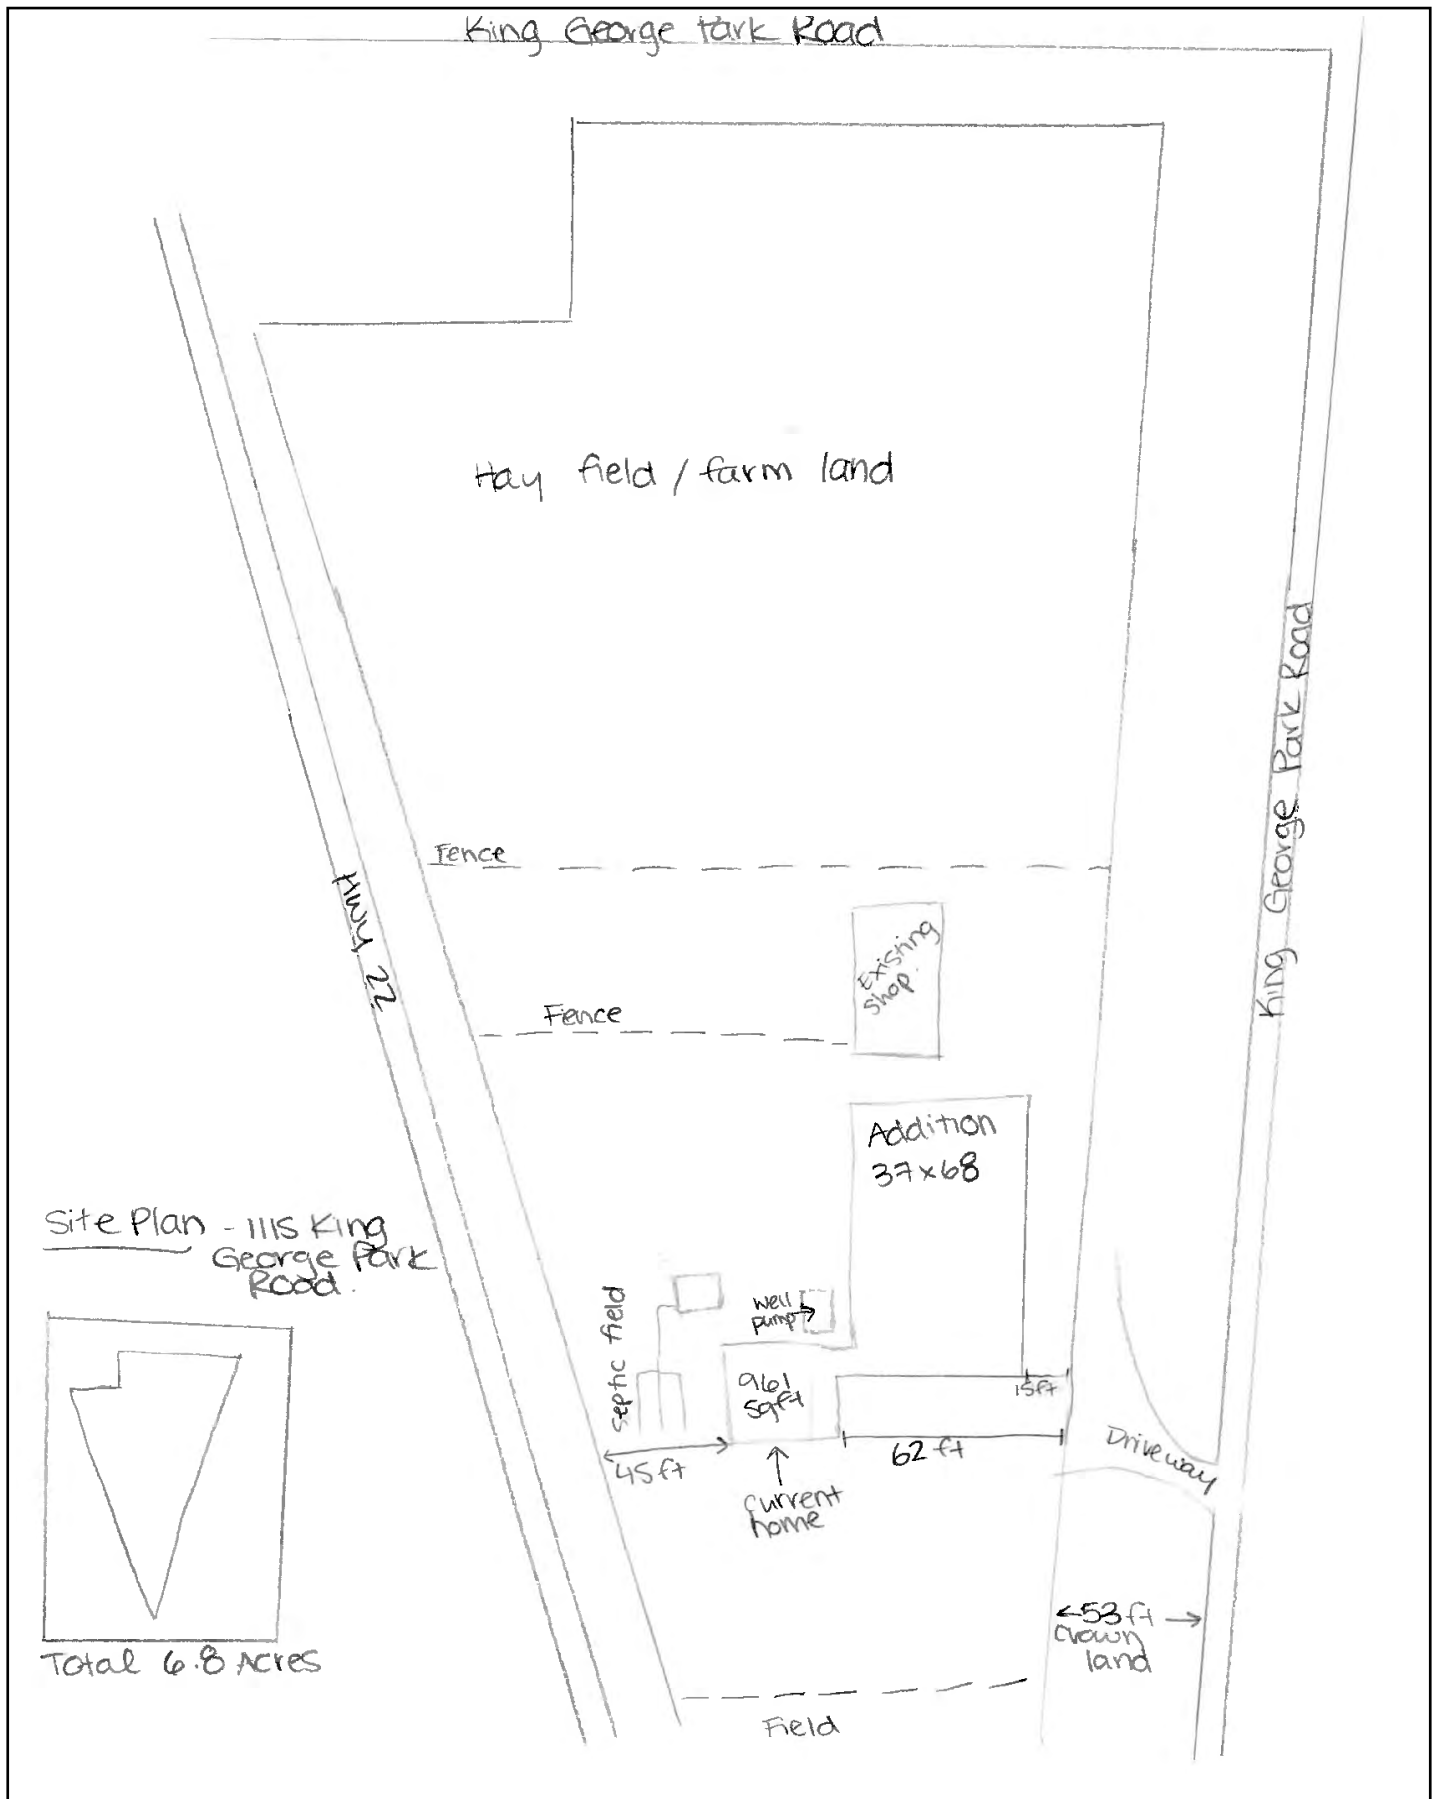 King George Park Road
Hay field / farm land
King George Park Road
Fence
Existing
Shop.
Hwy. 22
Fence
Addition
37x68
Site Plan - 1115 King
George Park
Road.
septic field
well
pump
961
sqft
15ft
45ft
62 ft
Driveway
current
home
53 ft
Crown
land
Total 6.8 Acres
Field